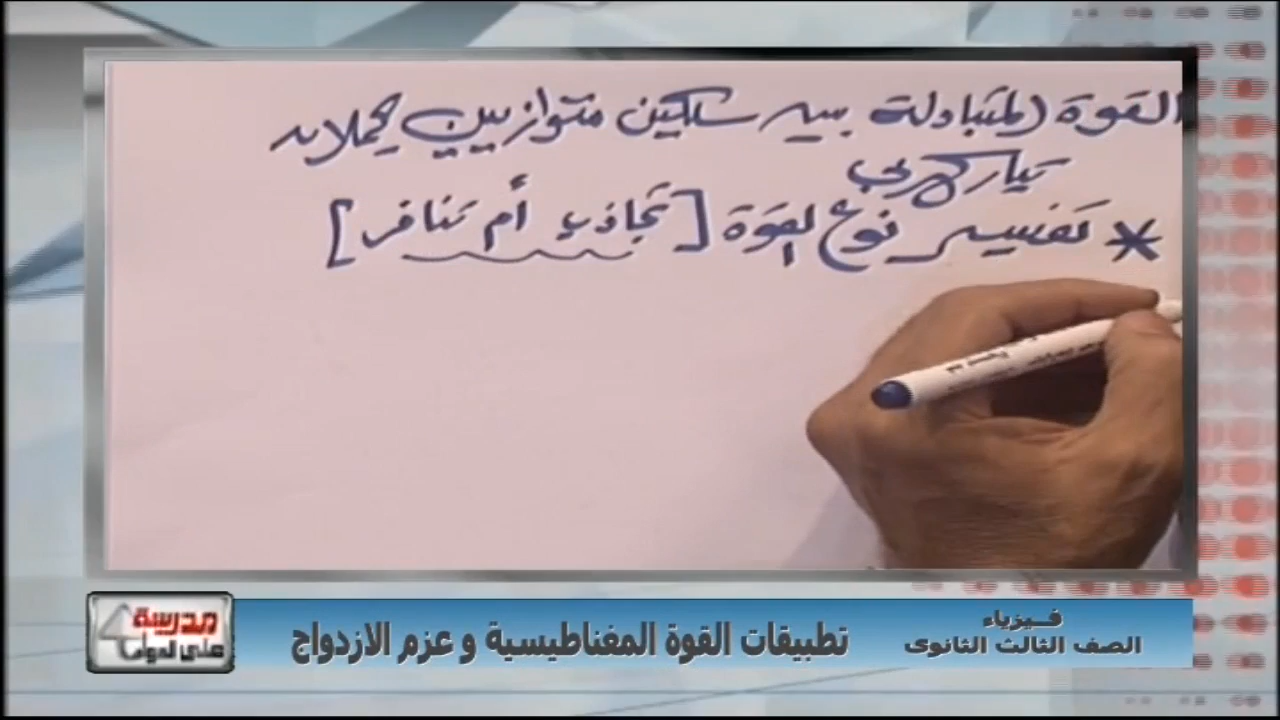 القوة المتبادلة بين سلكين متوازيين يحملان
تيار كهربي
* تفسير نوع القوة [تجاذب أم تنافر]
فيزياء
الصف الثالث الثانوى
تطبيقات القوة المغناطيسية و عزم الازدواج
مدرسة
على الهواء